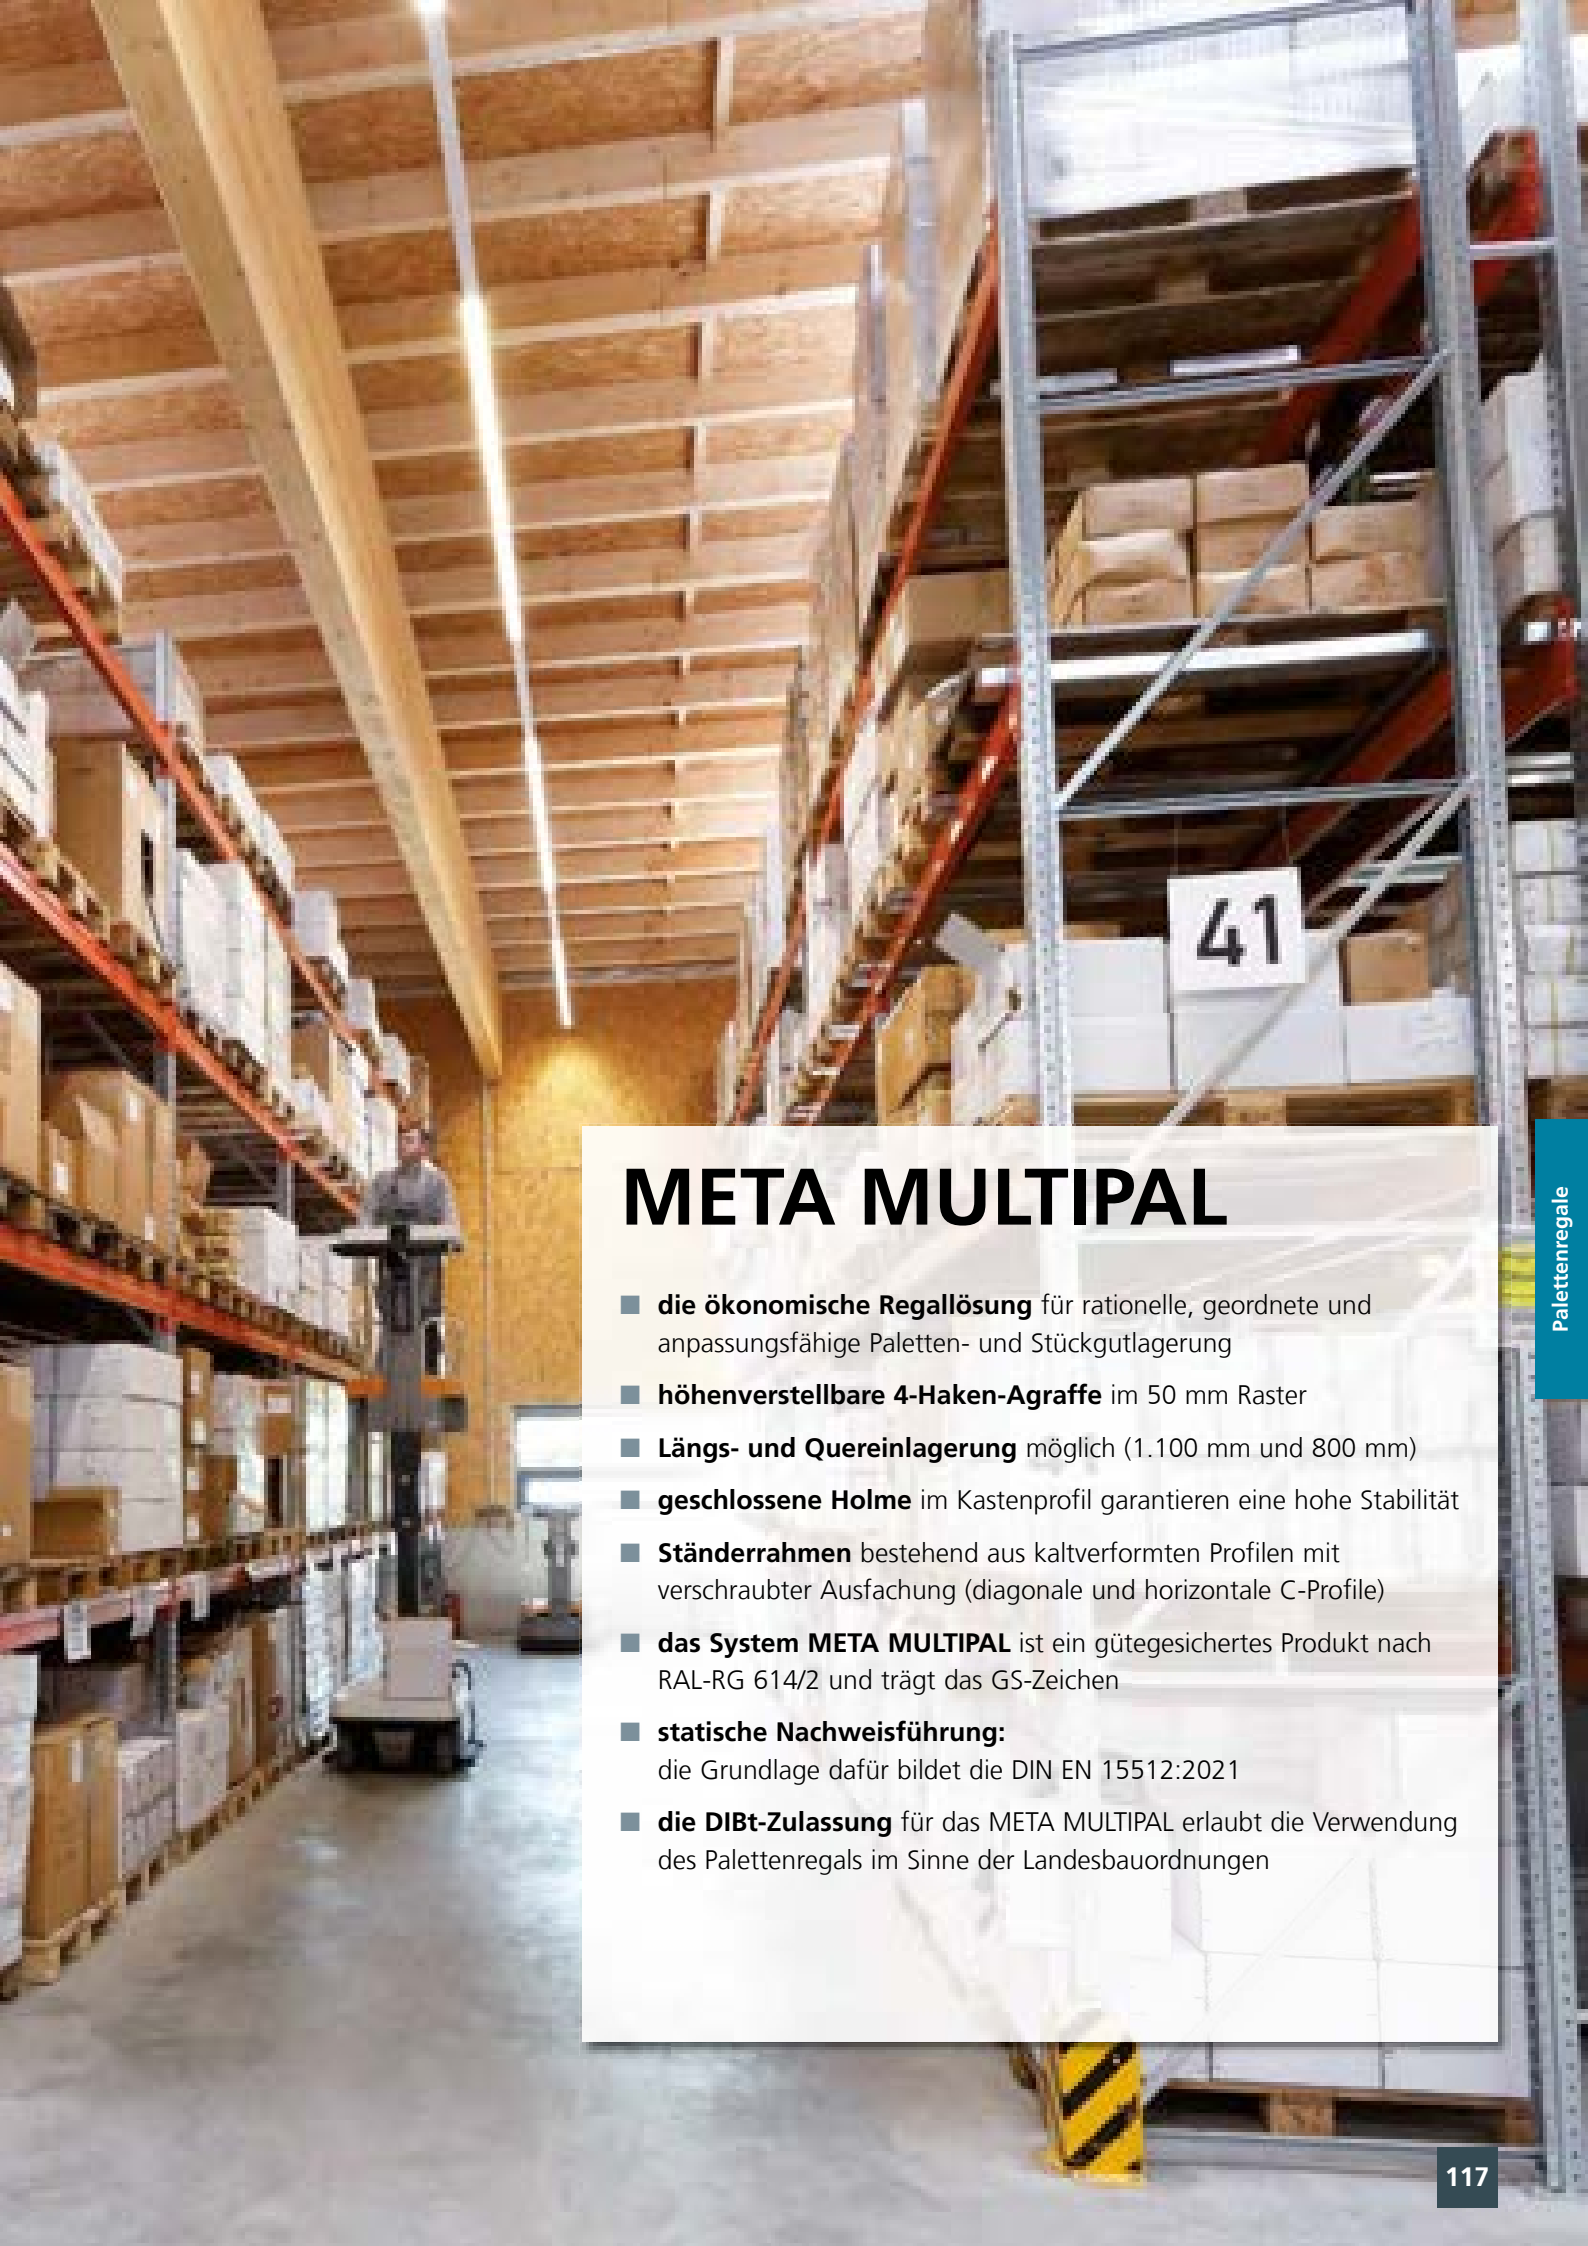 41
META MULTIPAL
■ die ökonomische Regallösung für rationelle, geordnete und
anpassungsfähige Paletten- und Stückgutlagerung
■ höhenverstellbare 4-Haken-Agraffe im 50 mm Raster
■ Längs- und Quereinlagerung möglich (1.100 mm und 800 mm)
■ geschlossene Holme im Kastenprofil garantieren eine hohe Stabilität
■ Ständerrahmen bestehend aus kaltverformten Profilen mit
verschraubter Ausfachung (diagonale und horizontale C-Profile)
■ das System META MULTIPAL ist ein gütegesichertes Produkt nach
RAL-RG 614/2 und trägt das GS-Zeichen
■ statische Nachweisführung:
die Grundlage dafür bildet die DIN EN 15512:2021
■ die DIBt-Zulassung für das META MULTIPAL erlaubt die Verwendung
des Palettenregals im Sinne der Landesbauordnungen
Palettenregale
117